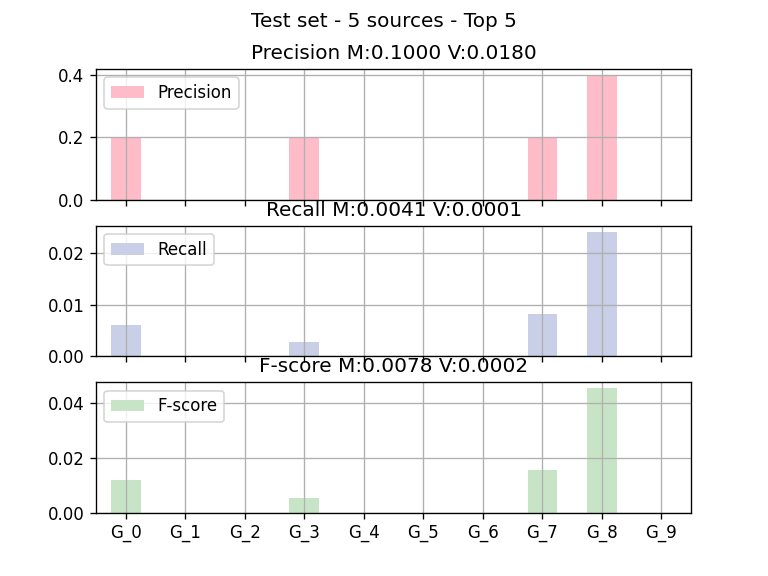 Test set - 5 sources - Top 5
Precision M:0.1000 V:0.0180
0.4
Precision
0.2
0.0
Recall M:0.0041 V:0.0001
0.02
Recall
0.01
0.00
F-score M:0.0078 V:0.0002
0.04
F-score
0.02
0.00
G_0 G_1 G_2 G_3 G_4 G_5 G_6 G_7 G_8 G_9